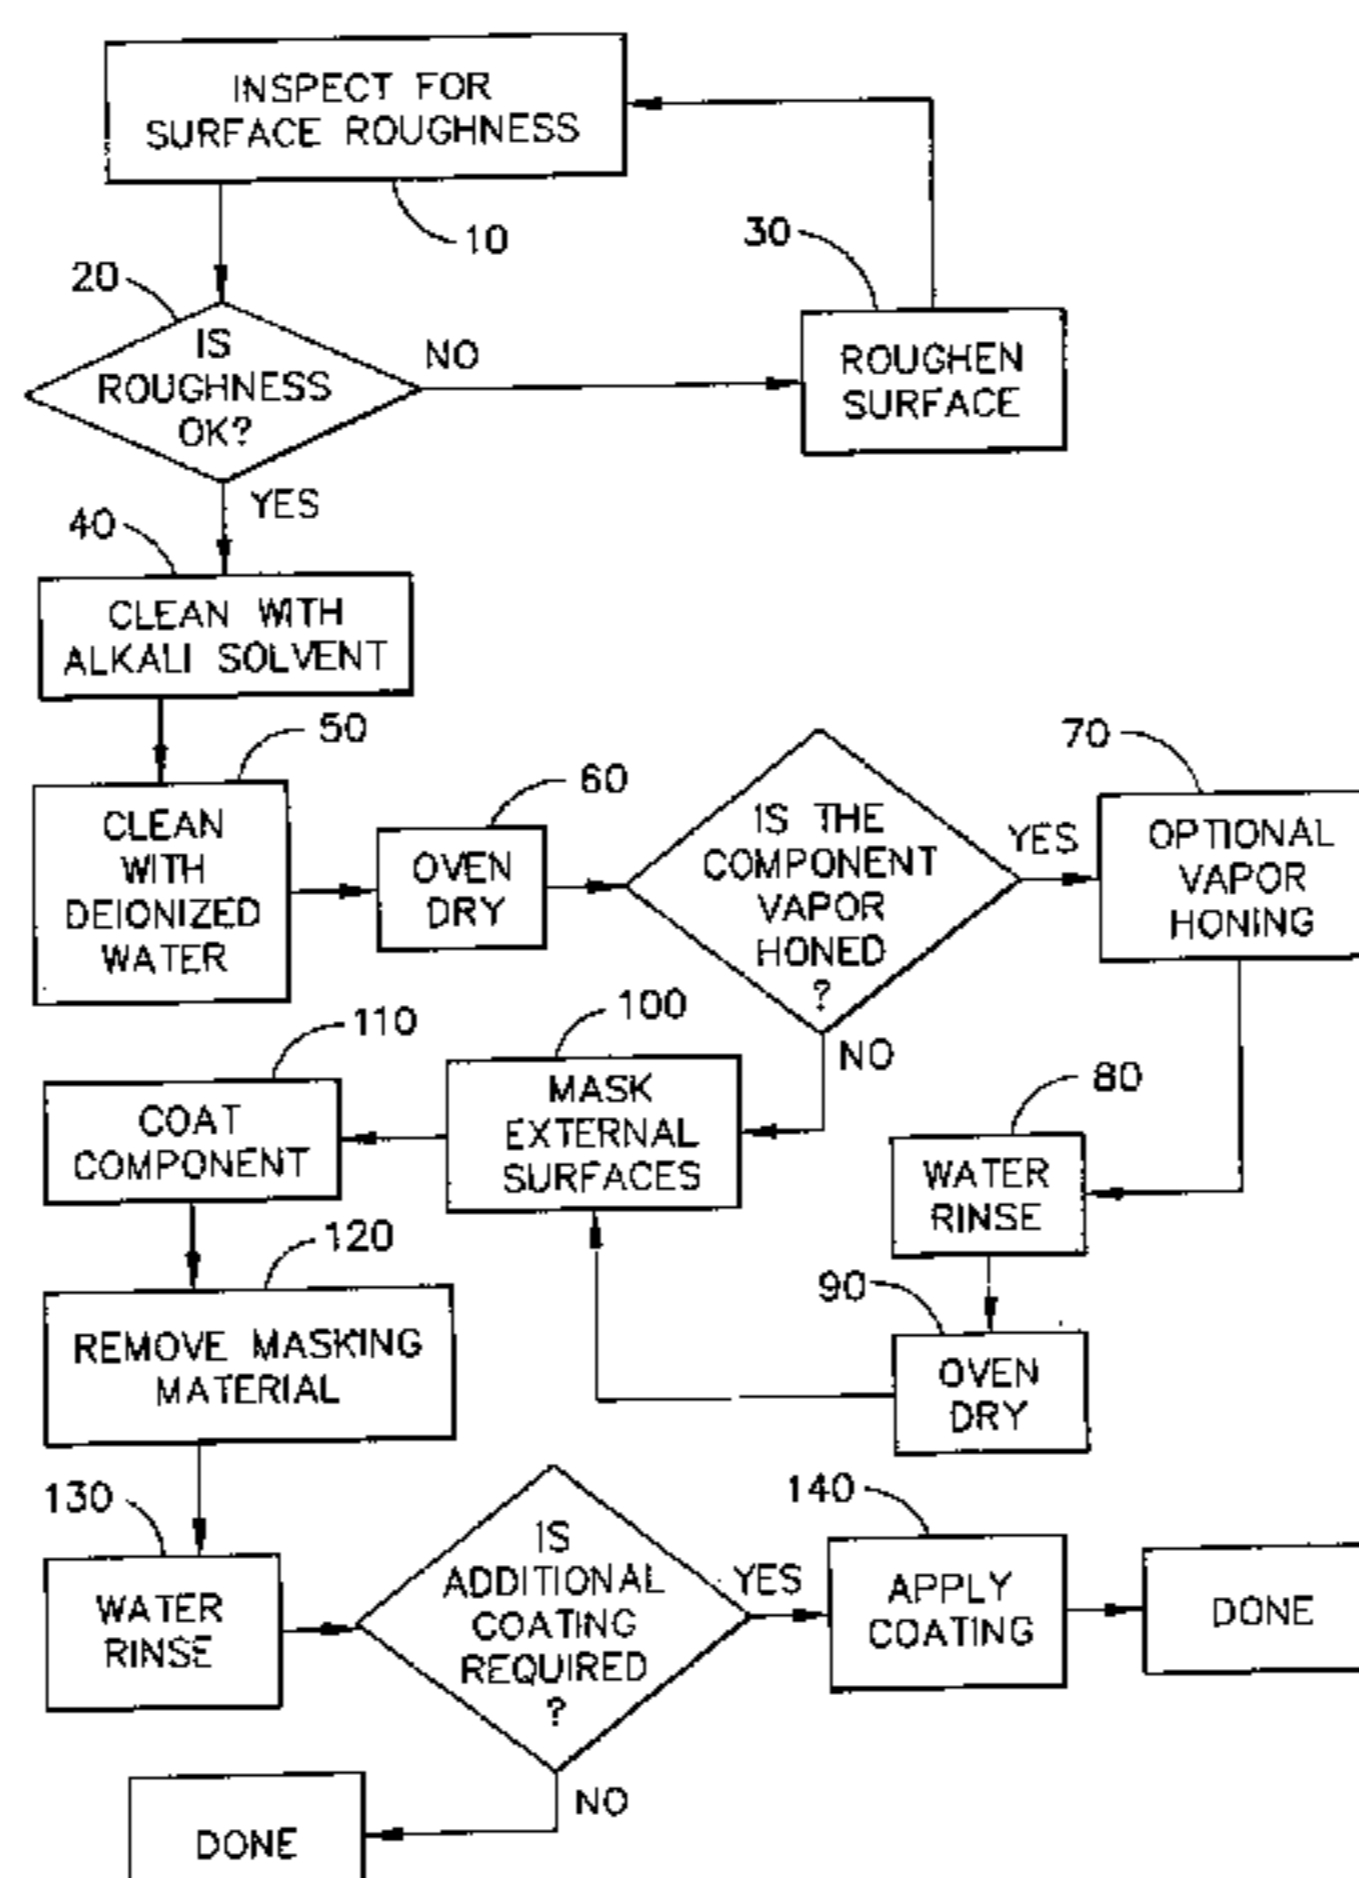 INSPECT FOR
SURFACE ROUGHNESS
10
20
IS
ROUGHNESS
OK?
NO
30
ROUGHEN
SURFACE
YES
40
CLEAN WITH
ALKALI SOLVENT
50
CLEAN
WITH
DEIONIZED
WATER
60
OVEN
DRY
IS THE
COMPONENT
VAPOR
HONED
?
YES
70
OPTIONAL
VAPOR
HONING
NO
80
WATER
RINSE
90
OVEN
DRY
100
MASK
EXTERNAL
SURFACES
110
COAT
COMPONENT
120
REMOVE MASKING
MATERIAL
130
WATER
RINSE
IS
ADDITIONAL
COATING
REQUIRED
?
YES
140
APPLY
COATING
DONE
NO
DONE